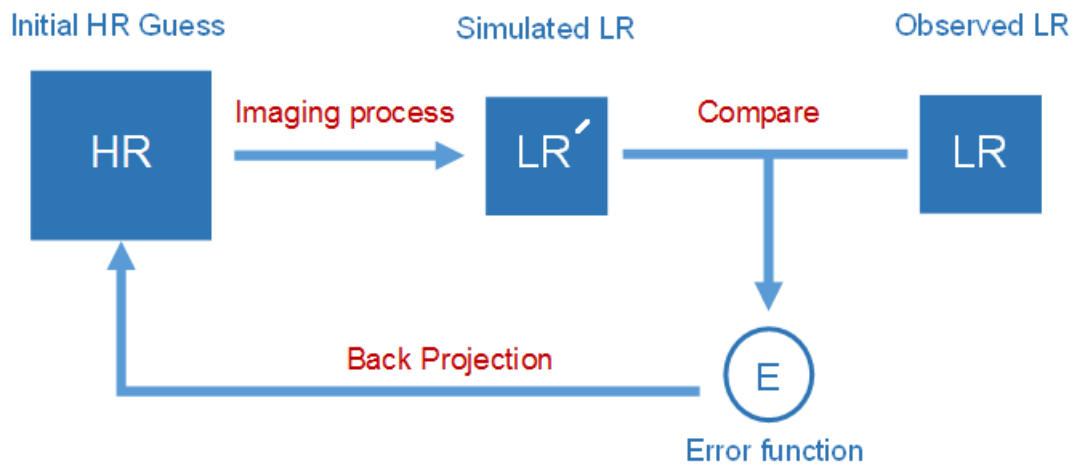 Initial HR Guess
Simulated LR
Observed LR
Imaging process
Compare
HR
LR´
LR
Back Projection
E
Error function